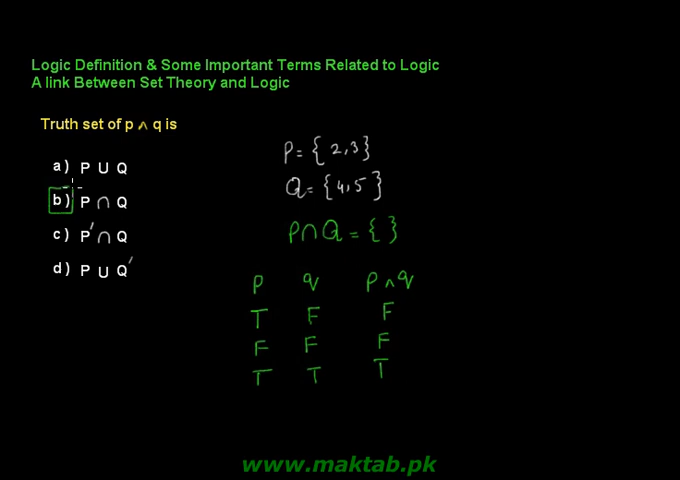 Logic Definition & Some Important Terms Related to Logic
A link Between Set Theory and Logic
Truth set of p ∧ q is
a) P U Q
b) P ∩ Q
c) P' ∩ Q
d) P U Q'
P = { 2,3 }
Q = { 4,5 }
P∩Q = { }
P q P ∧ q
T F F
F F F
T T T
www.maktab.pk